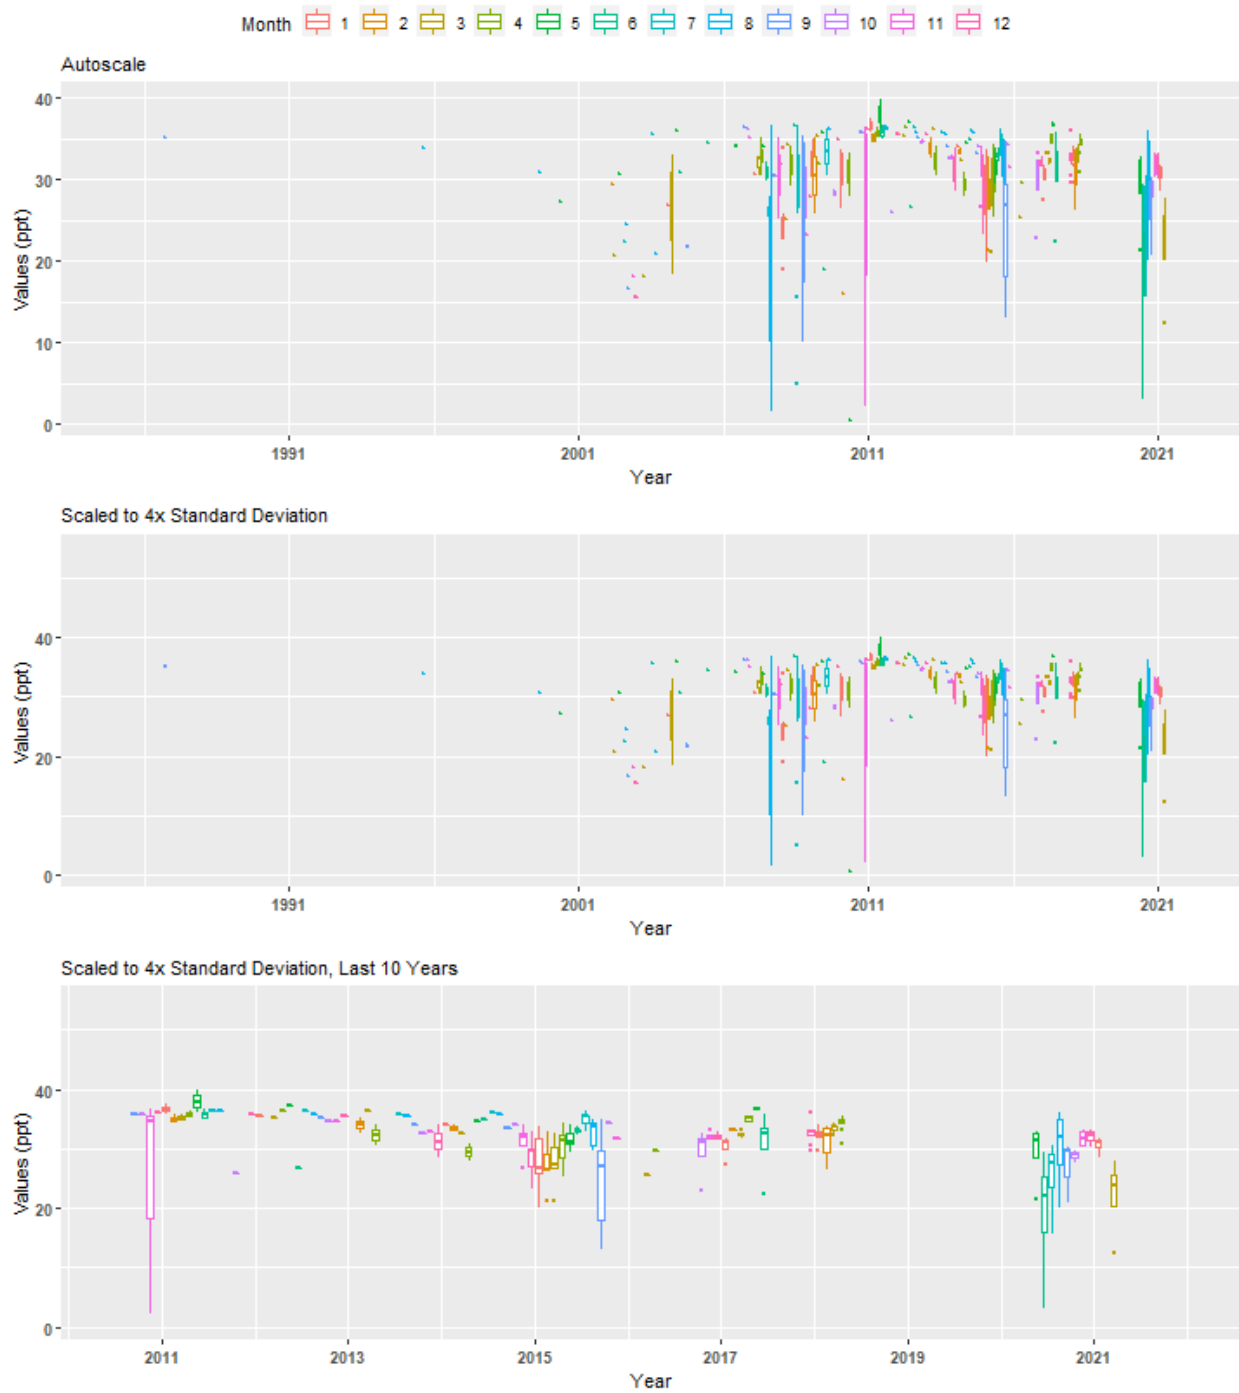 Month 1 2 3 4 5 6 7 8 9 10 11 12
Autoscale
40
30
20
10
0
Values (ppt)
1991 2001 2011 2021
Year
Scaled to 4x Standard Deviation
40
20
0
Values (ppt)
1991 2001 2011 2021
Year
Scaled to 4x Standard Deviation, Last 10 Years
40
20
0
Values (ppt)
2011 2013 2015 2017 2019 2021
Year